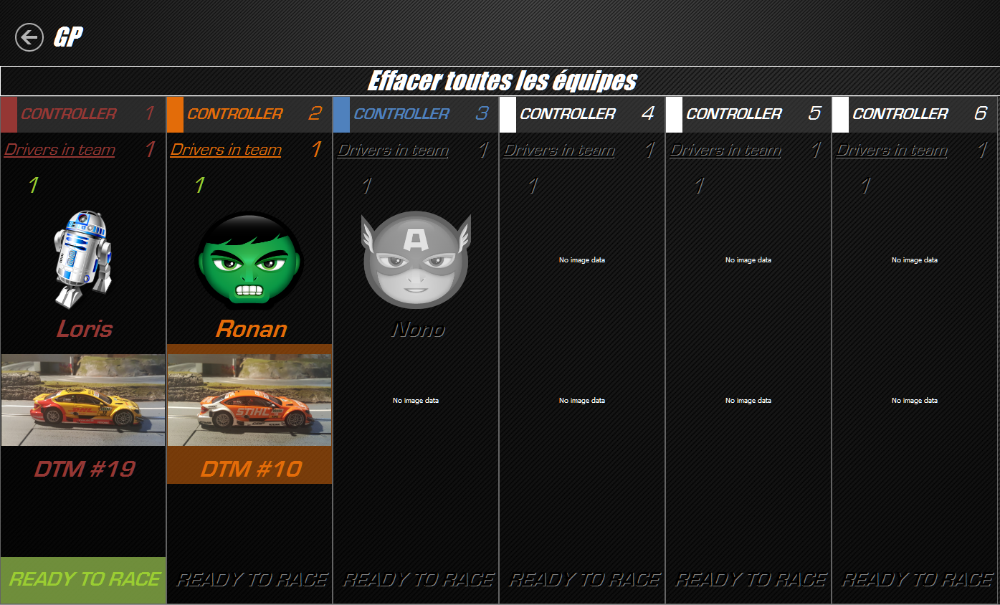 GP
Effacer toutes les équipes
CONTROLLER 1
CONTROLLER 2
CONTROLLER 3
CONTROLLER 4
CONTROLLER 5
CONTROLLER 6
Drivers in team 1
Drivers in team 1
Drivers in team 1
Drivers in team 1
Drivers in team 1
Drivers in team 1
1
1
1
1
1
1
A
No image data
No image data
No image data
Loris
Ronan
Nono
DHL
STIHL
No image data
No image data
No image data
No image data
DTM #19
DTM #10
READY TO RACE
READY TO RACE
READY TO RACE
READY TO RACE
READY TO RACE
READY TO RACE